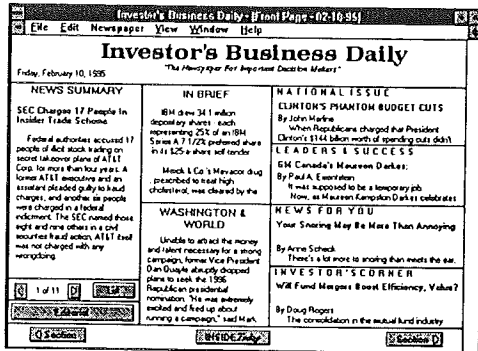 Investor's Business Daily - [Front Page - 02-10-95]
File Edit Newspaper View Window Help
Investor's Business Daily
Friday, February 10, 1995
"The Newspaper For Important Decision Makers"
NEWS SUMMARY
SEC Charges 17 People In
Insider Trade Scheme
Federal authorities accused 17
people of illicit stock trading on
secret takeover plans of AT&T
Corp. for more than four years. A
former AT&T executive and an
assistant pleaded guilty to fraud
charges, and another six people
were charged in a federal
indictment. The SEC named those
eight and nine others in a civil
securities fraud action. AT&T itself
was not charged with any
wrongdoing.
1 of 11
List
Editorial
IN BRIEF
IBM drew 34.1 million
depositary shares - each
representing 25% of an IBM
Series A 7 1/2% preferred share
in its $25 a share self tender
Merck & Co.'s Mevacor drug
, prescribed to treat high
cholesterol, was cleared by the
WASHINGTON &
WORLD
Unable to attract the money
and talent necessary for a strong
campaign, former Vice President
Dan Quayle abruptly dropped
plans to seek the 1996
Republican presidential
nomination. "He was extremely
excited and fired up about
running a campaign," said Mark
NATIONAL ISSUE
CLINTON'S PHANTOM BUDGET CUTS
By John Merline
When Republicans charged that President
Clinton's $144 billion worth of spending cuts didn't
LEADERS & SUCCESS
GM Canada's Maureen Darkes:
By Paul A. Eisenstein
It was supposed to be a temporary job
Now, as Maureen Kempston Darkes celebrates
NEWS FOR YOU
Your Snoring May Be More Than Annoying
By Anne Scheck
There's a lot more to snoring than meets the ear.
INVESTOR'S CORNER
Will Fund Mergers Boost Efficiency, Value?
By Doug Rogers
The consolidation in the mutual fund industry
Section
INSIDE Today
Section